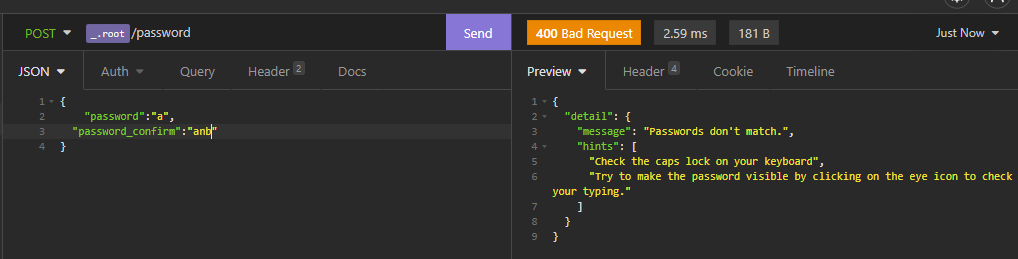 POST _.root /password Send 400 Bad Request 2.59 ms 181 B Just Now
JSON Auth Query Header 2 Docs Preview Header 4 Cookie Timeline
1 {
2 "password":"a",
3 "password_confirm":"anb"
4 }
1 {
2 "detail": {
3 "message": "Passwords don't match.",
4 "hints": [
5 "Check the caps lock on your keyboard",
6 "Try to make the password visible by clicking on the eye icon to check
your typing."
7 ]
8 }
9 }